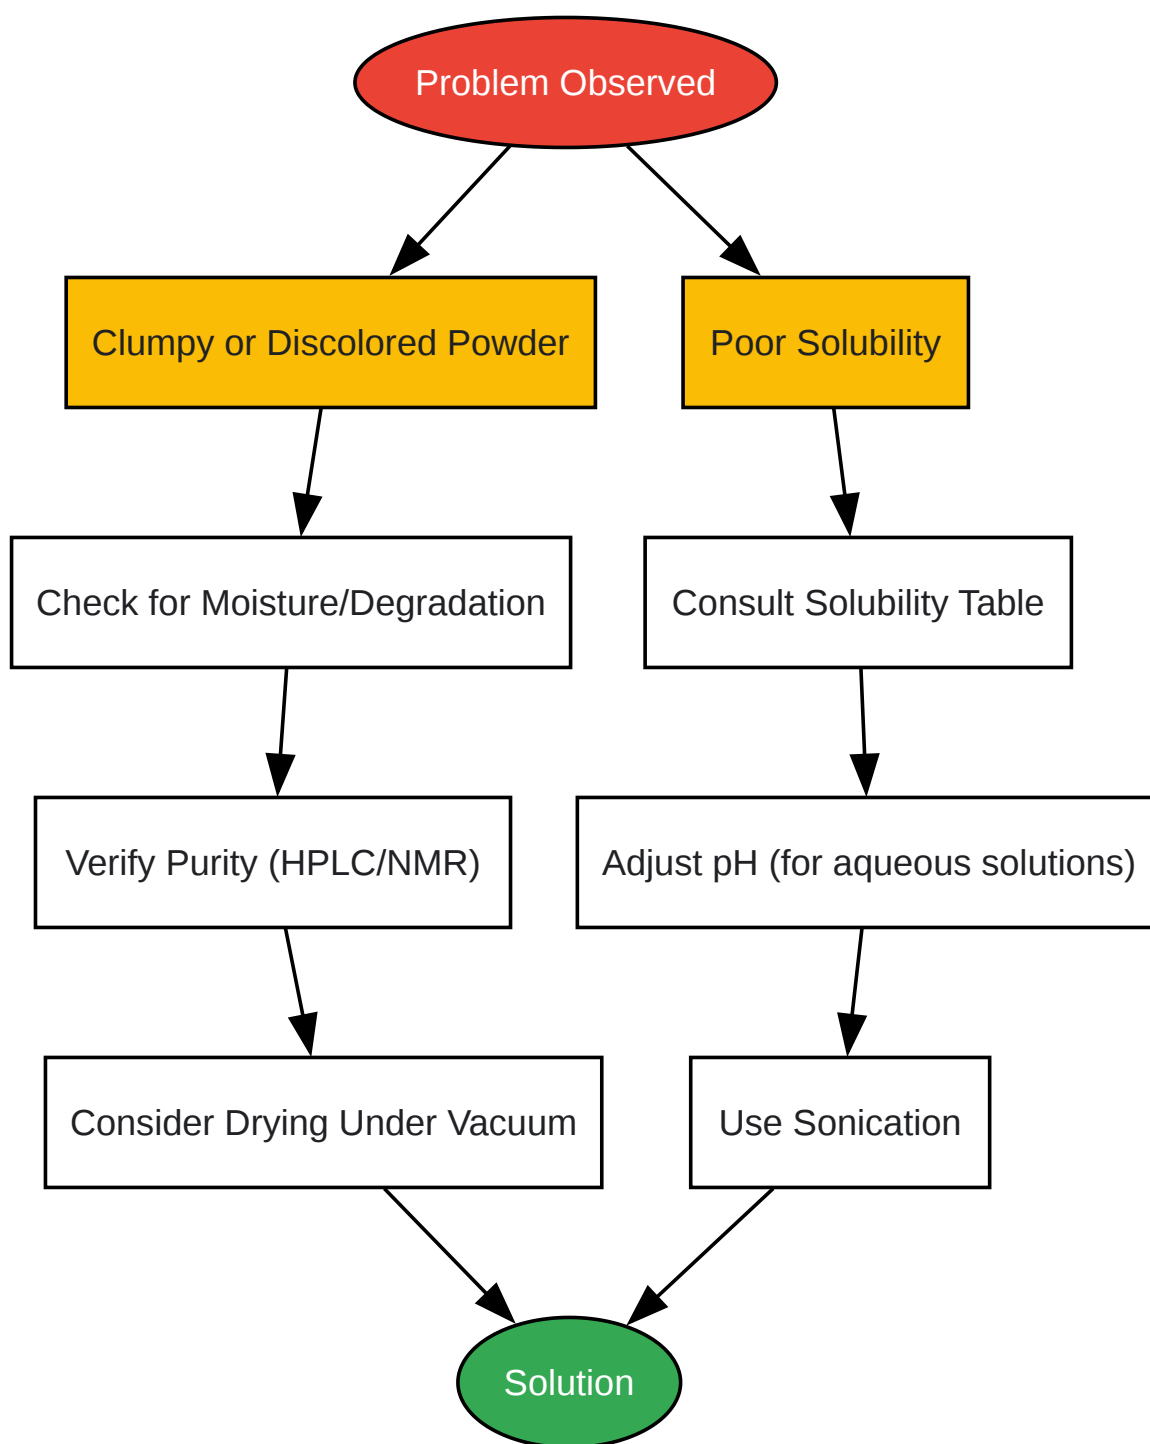 Problem Observed
Clumpy or Discolored Powder
Poor Solubility
Check for Moisture/Degradation
Consult Solubility Table
Verify Purity (HPLC/NMR)
Adjust pH (for aqueous solutions)
Consider Drying Under Vacuum
Use Sonication
Solution